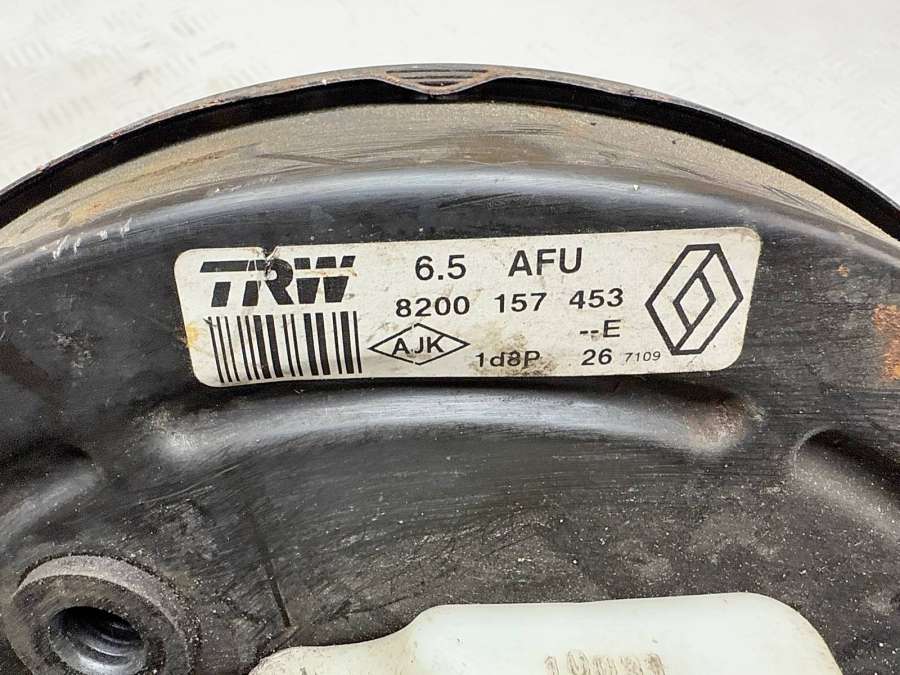 TRW 6.5 AFU
8200 157 453
--E
AJK 1d8P 26 7109